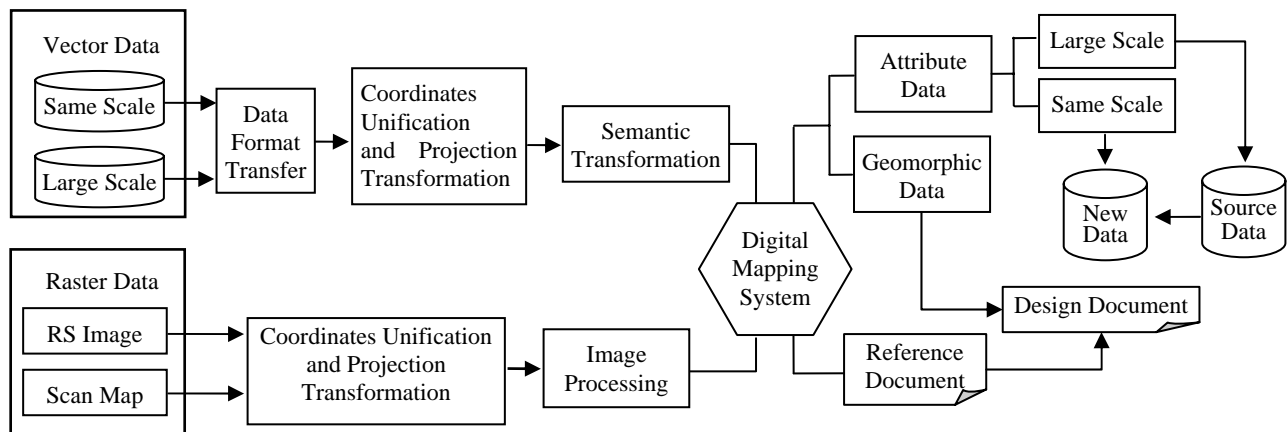 Vector Data
Same Scale
Large Scale
Data
Format
Transfer
Coordinates
Unification
and Projection
Transformation
Semantic
Transformation
Raster Data
RS Image
Scan Map
Coordinates Unification
and Projection
Transformation
Image
Processing
Digital
Mapping
System
Attribute
Data
Geomorphic
Data
Large Scale
Same Scale
New
Data
Source
Data
Design Document
Reference
Document